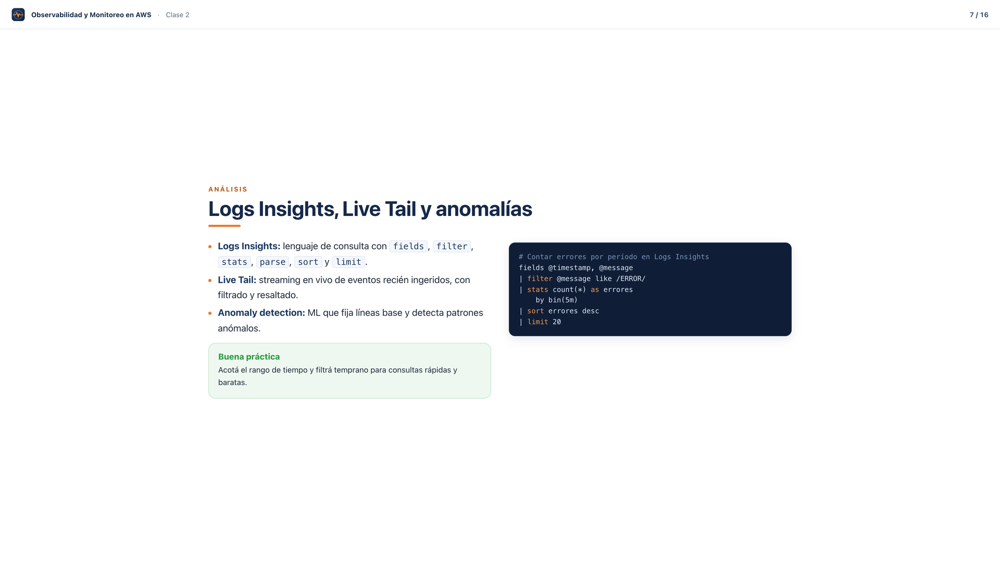 Observabilidad y Monitoreo en AWS · Clase 2
7 / 16
ANÁLISIS
Logs Insights, Live Tail y anomalías
Logs Insights: lenguaje de consulta con fields, filter,
stats, parse, sort y limit.
Live Tail: streaming en vivo de eventos recién ingeridos, con
filtrado y resaltado.
Anomaly detection: ML que fija líneas base y detecta patrones
anómalos.
Buena práctica
Acotá el rango de tiempo y filtrá temprano para consultas rápidas y
baratas.
# Contar errores por período en Logs Insights
fields @timestamp, @message
| filter @message like /ERROR/
| stats count(*) as errores
    by bin(5m)
| sort errores desc
| limit 20